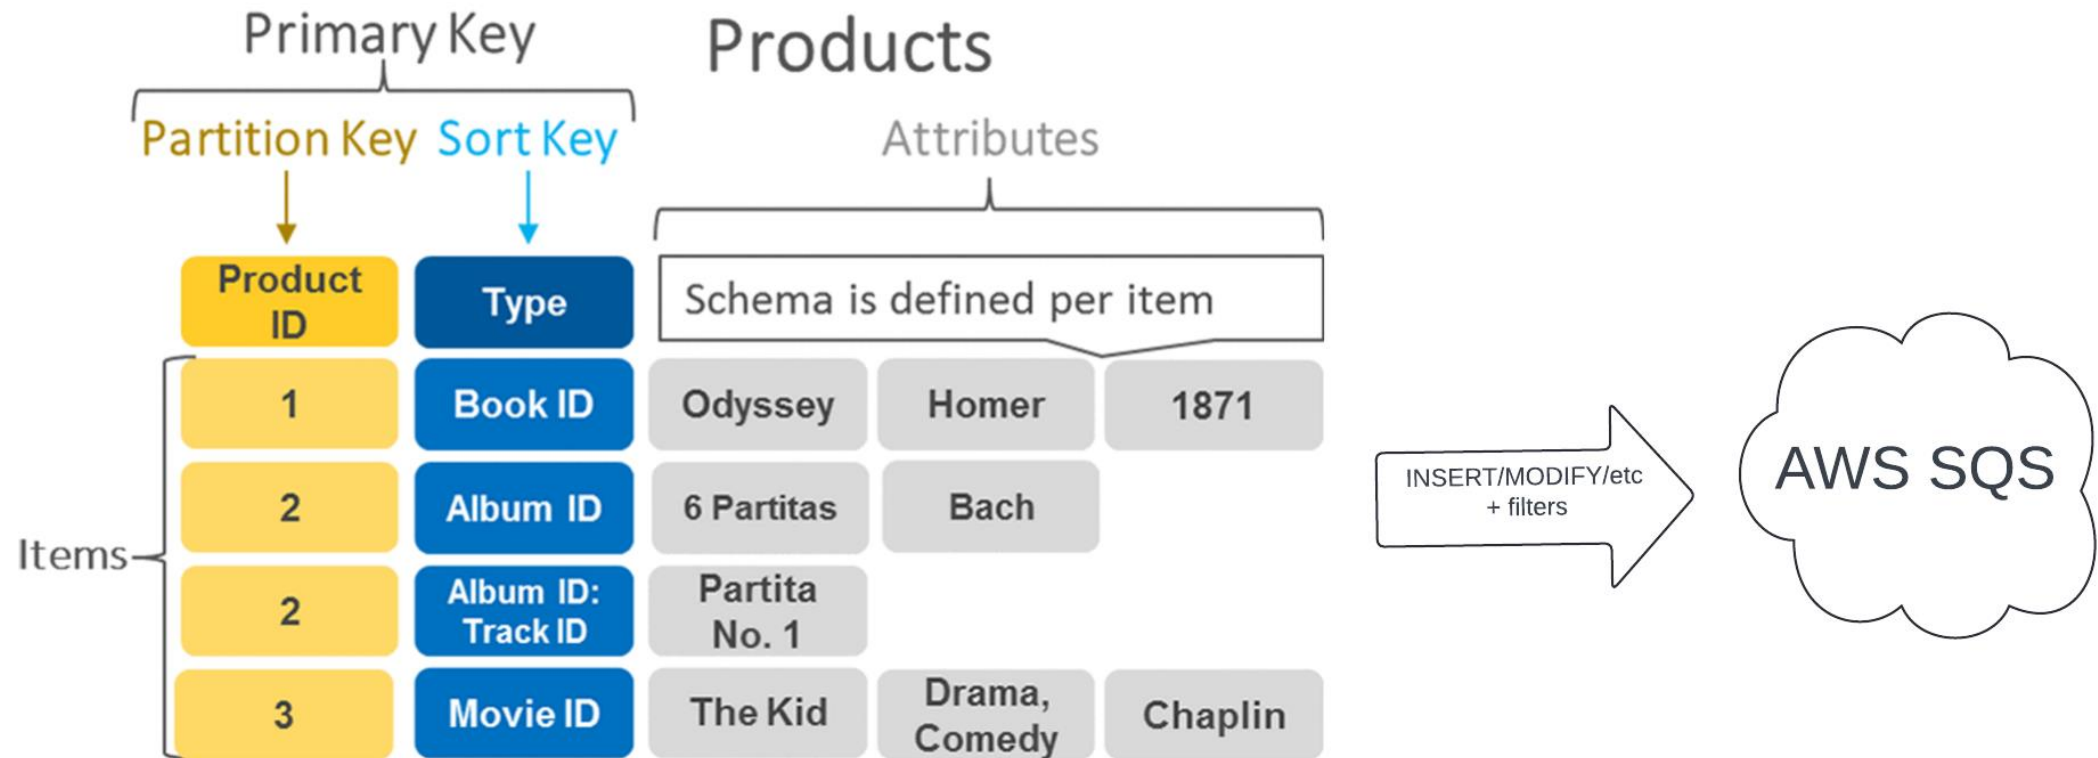 Primary Key
Products
Partition Key
Sort Key
Attributes
Product
ID
Type
Schema is defined per item
Items
1
Book ID
Odyssey
Homer
1871
2
Album ID
6 Partitas
Bach
2
Album ID:
Track ID
Partita
No. 1
3
Movie ID
The Kid
Drama,
Comedy
Chaplin
INSERT/MODIFY/etc
+ filters
AWS SQS